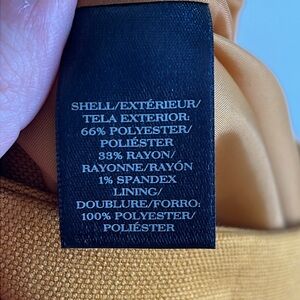 SHELL/EXTÉRIEUR/
TELA EXTERIOR:
66% POLYESTER/
POLIÉSTER
33% RAYON/
RAYONNE/RAYÓN
1% SPANDEX
LINING/
DOUBLURE/FORRO:
100% POLYESTER/
POLIÉSTER